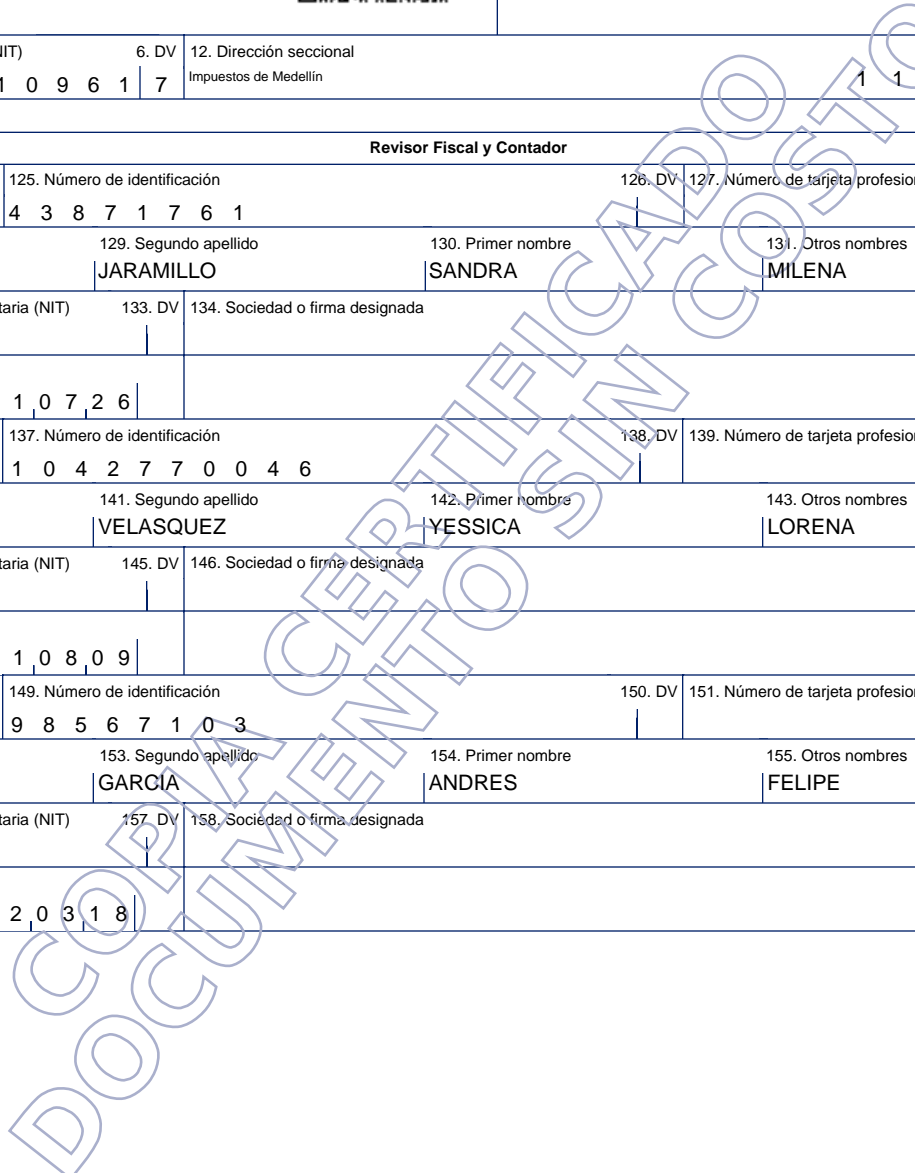 IT) 6. DV 12. Dirección seccional
1 0 9 6 1 7 Impuestos de Medellín 1 1
Revisor Fiscal y Contador
125. Número de identificación 126. DV 127. Número de tarjeta profesion
4 3 8 7 1 7 6 1
129. Segundo apellido 130. Primer nombre 131. Otros nombres
JARAMILLO SANDRA MILENA
taria (NIT) 133. DV 134. Sociedad o firma designada
1 0 7 2 6
137. Número de identificación 138. DV 139. Número de tarjeta profesion
1 0 4 2 7 7 0 0 4 6
141. Segundo apellido 142. Primer nombre 143. Otros nombres
VELASQUEZ YESSICA LORENA
taria (NIT) 145. DV 146. Sociedad o firma designada
1 0 8 0 9
149. Número de identificación 150. DV 151. Número de tarjeta profesion
9 8 5 6 7 1 0 3
153. Segundo apellido 154. Primer nombre 155. Otros nombres
GARCIA ANDRES FELIPE
taria (NIT) 157. DV 158. Sociedad o firma designada
2 0 3 1 8
COPIA CERTIFICADO
DOCUMENTO SIN COSTO